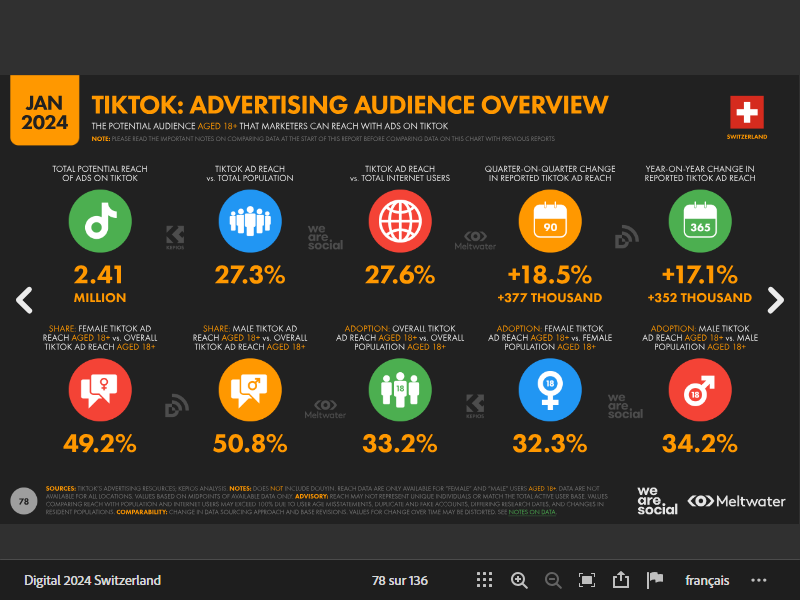 JAN
2024
TIKTOK: ADVERTISING AUDIENCE OVERVIEW
THE POTENTIAL AUDIENCE AGED 18+ THAT MARKETERS CAN REACH WITH ADS ON TIKTOK
NOTE: PLEASE READ THE IMPORTANT NOTES ON COMPARING DATA AT THE START OF THIS REPORT BEFORE COMPARING DATA ON THIS CHART WITH PREVIOUS REPORTS
SWITZERLAND
TOTAL POTENTIAL REACH
OF ADS ON TIKTOK
2.41
MILLION
TIKTOK AD REACH
vs. TOTAL POPULATION
27.3%
TIKTOK AD REACH
vs. TOTAL INTERNET USERS
27.6%
QUARTER-ON-QUARTER CHANGE
IN REPORTED TIKTOK AD REACH
90
+18.5%
+377 THOUSAND
YEAR-ON-YEAR CHANGE IN
REPORTED TIKTOK AD REACH
365
+17.1%
+352 THOUSAND
KEPIOS
we
are.
social
Meltwater
SHARE: FEMALE TIKTOK AD
REACH AGED 18+ vs. OVERALL
TIKTOK AD REACH AGED 18+
49.2%
SHARE: MALE TIKTOK AD
REACH AGED 18+ vs. OVERALL
TIKTOK AD REACH AGED 18+
50.8%
ADOPTION: OVERALL TIKTOK
AD REACH AGED 18+ vs. OVERALL
POPULATION AGED 18+
18
33.2%
ADOPTION: FEMALE TIKTOK
AD REACH AGED 18+ vs. FEMALE
POPULATION AGED 18+
18
32.3%
ADOPTION: MALE TIKTOK
AD REACH AGED 18+ vs. MALE
POPULATION AGED 18+
18
34.2%
Meltwater
KEPIOS
we
are.
social
78
SOURCES: TIKTOK'S ADVERTISING RESOURCES; KEPIOS ANALYSIS. NOTES: DOES NOT INCLUDE DOUYIN. REACH DATA ARE ONLY AVAILABLE FOR "FEMALE" AND "MALE" USERS AGED 18+. DATA ARE NOT
AVAILABLE FOR ALL LOCATIONS. VALUES BASED ON MIDPOINTS OF AVAILABLE DATA ONLY. ADVISORY: REACH MAY NOT REPRESENT UNIQUE INDIVIDUALS OR MATCH THE TOTAL ACTIVE USER BASE. VALUES
COMPARING REACH WITH POPULATION AND INTERNET USERS MAY EXCEED 100% DUE TO USER AGE MISSTATEMENTS, DUPLICATE AND FAKE ACCOUNTS, DIFFERING RESEARCH DATES, AND CHANGES IN
RESIDENT POPULATIONS. COMPARABILITY: CHANGE IN DATA SOURCING APPROACH AND BASE REVISIONS. VALUES FOR CHANGE OVER TIME MAY BE DISTORTED. SEE NOTES ON DATA.
we
are.
social
Meltwater
Digital 2024 Switzerland
78 sur 136
français